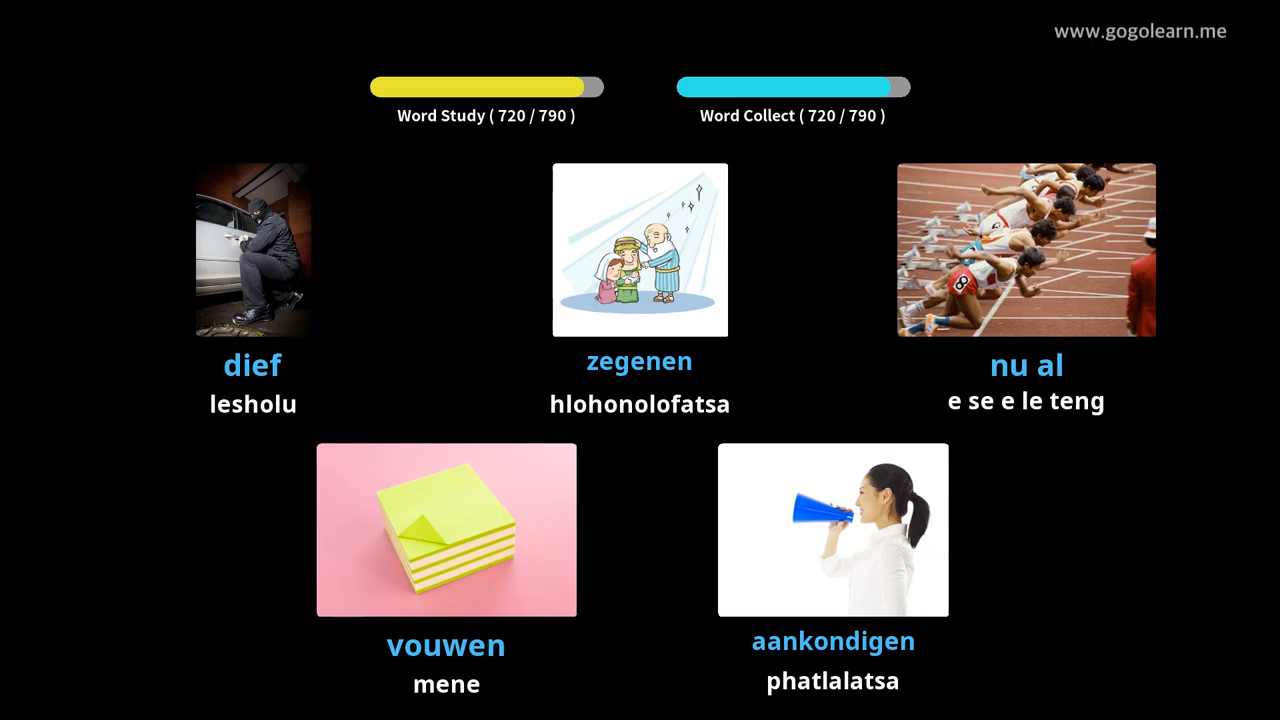 www.gogolearn.me
Word Study ( 720 / 790 )
Word Collect ( 720 / 790 )
dief
lesholu
zegenen
hlohonolofatsa
nu al
e se e le teng
8
vouwen
mene
aankondigen
phatlalatsa